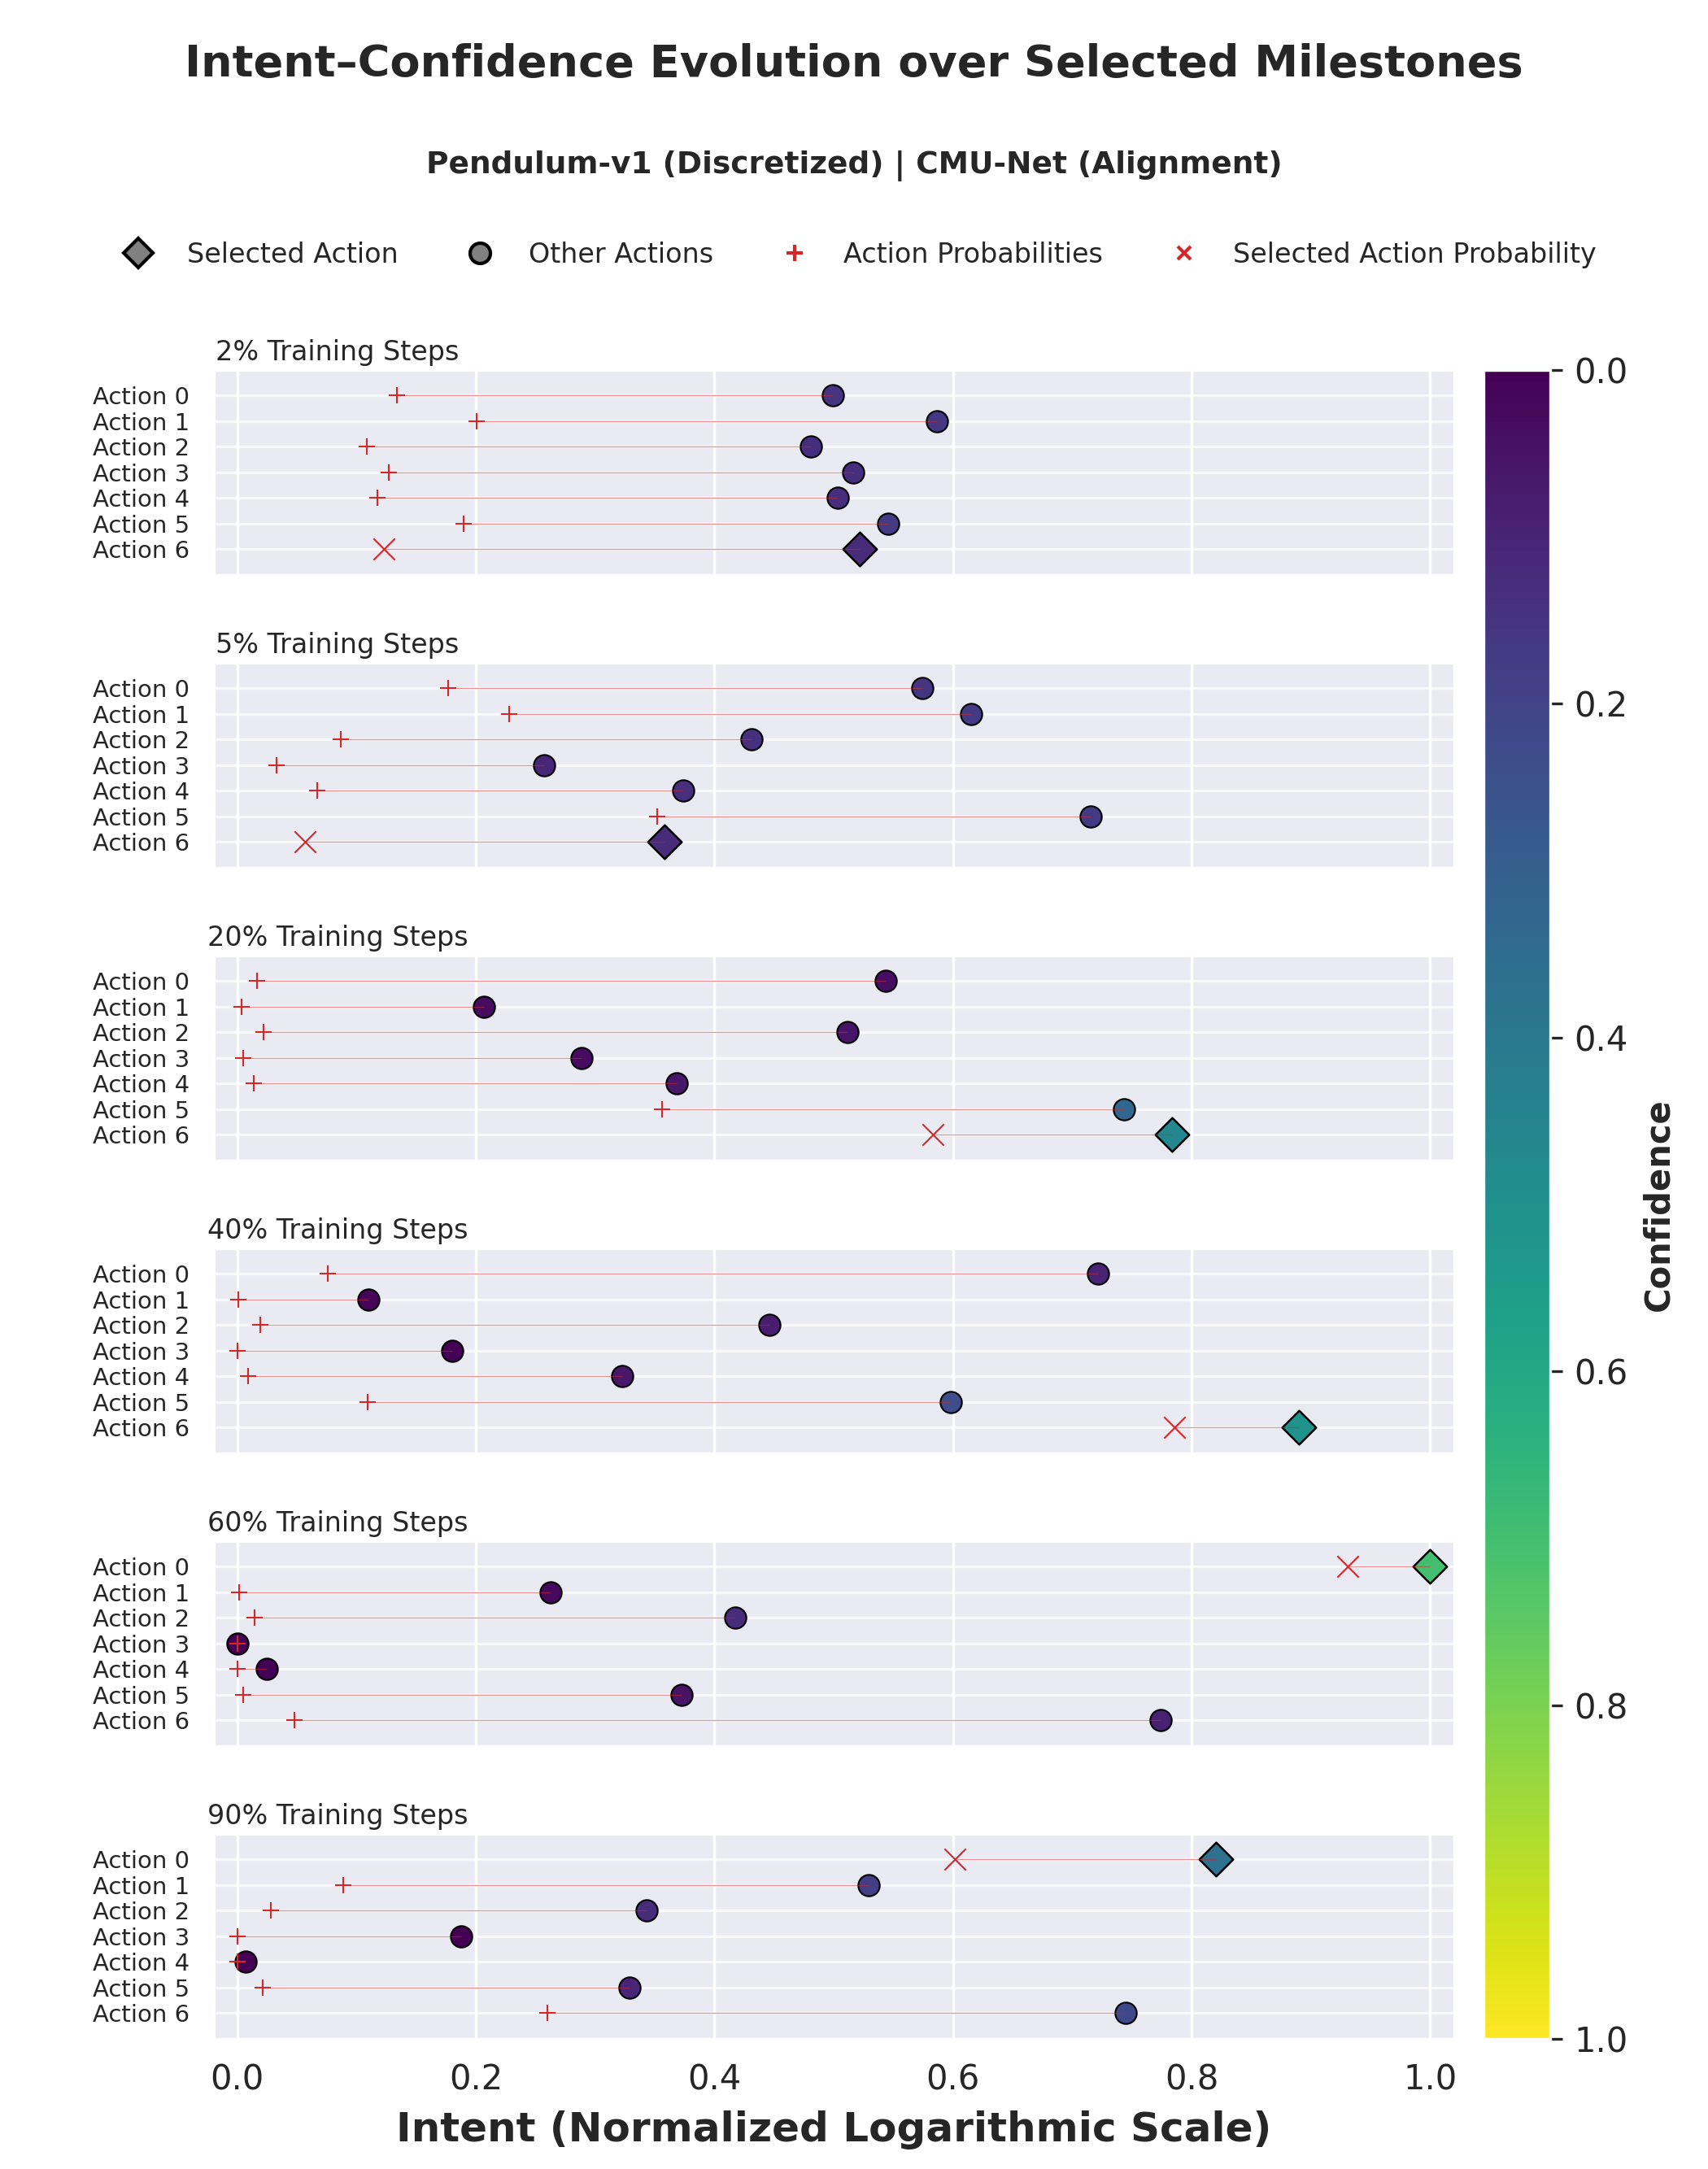 Intent–Confidence Evolution over Selected Milestones
Pendulum-v1 (Discretized) | CMU-Net (Alignment)
Selected Action Other Actions Action Probabilities Selected Action Probability
2% Training Steps
Action 0
Action 1
Action 2
Action 3
Action 4
Action 5
Action 6
5% Training Steps
Action 0
Action 1
Action 2
Action 3
Action 4
Action 5
Action 6
20% Training Steps
Action 0
Action 1
Action 2
Action 3
Action 4
Action 5
Action 6
40% Training Steps
Action 0
Action 1
Action 2
Action 3
Action 4
Action 5
Action 6
60% Training Steps
Action 0
Action 1
Action 2
Action 3
Action 4
Action 5
Action 6
90% Training Steps
Action 0
Action 1
Action 2
Action 3
Action 4
Action 5
Action 6
0.0 0.2 0.4 0.6 0.8 1.0
Intent (Normalized Logarithmic Scale)
0.0
0.2
0.4
0.6
0.8
1.0
Confidence